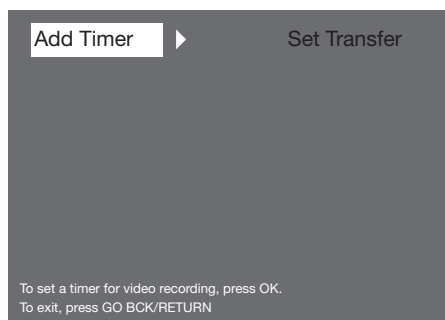 Add Timer Set Transfer
To set a timer for video recording, press OK.
To exit, press GO BCK/RETURN